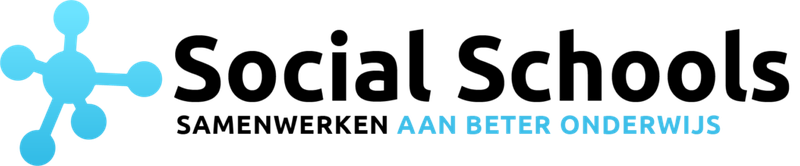 Social Schools
SAMENWERKEN AAN BETER ONDERWIJS